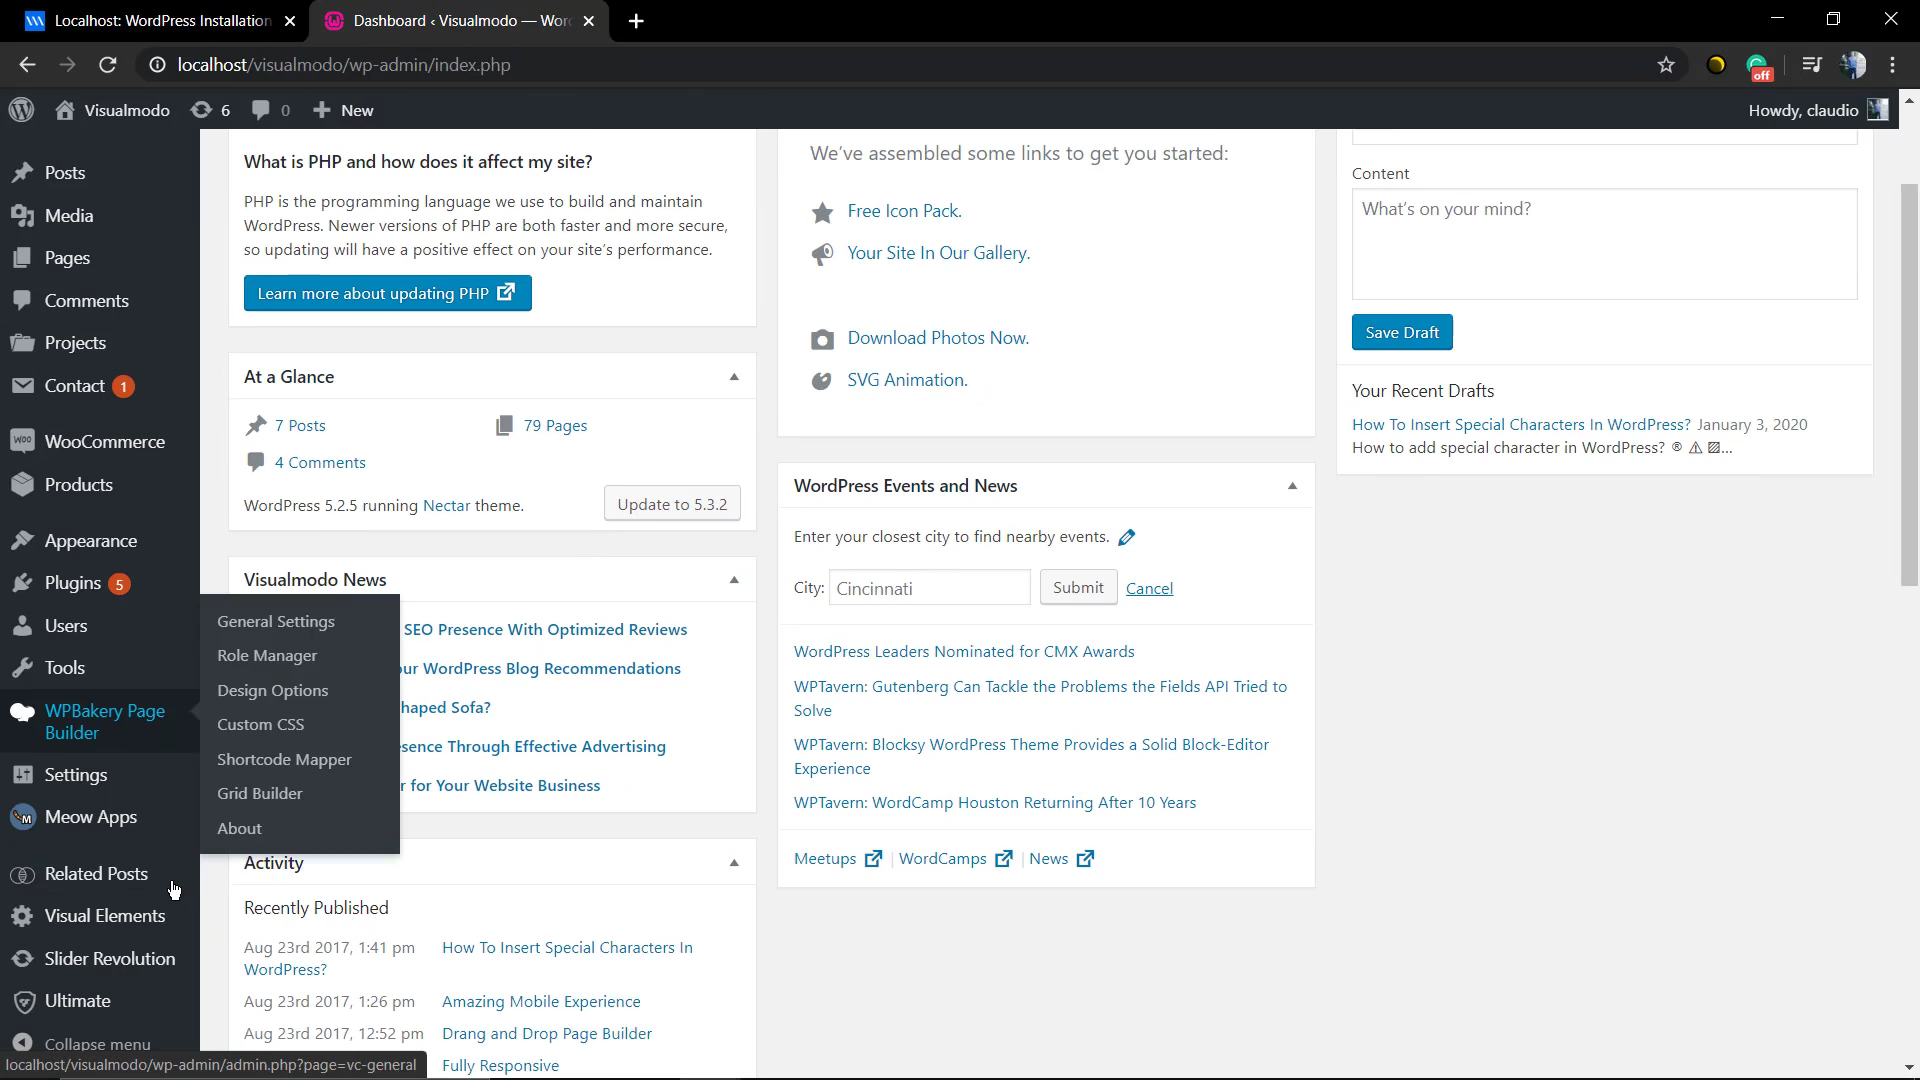 Localhost: WordPress Installation
Dashboard ‹ Visualmodo — Word
localhost/visualmodo/wp-admin/index.php
off
Visualmodo 6 0 New
Howdy, claudio
Posts
Media
Pages
Comments
Projects
Contact 1
WOO WooCommerce
Products
Appearance
Plugins 5
Users
Tools
WPBakery Page
Builder
Settings
M Meow Apps
Related Posts
Visual Elements
Slider Revolution
Ultimate
Collapse menu
General Settings
Role Manager
Design Options
Custom CSS
Shortcode Mapper
Grid Builder
About
What is PHP and how does it affect my site?
PHP is the programming language we use to build and maintain
WordPress. Newer versions of PHP are both faster and more secure,
so updating will have a positive effect on your site's performance.
Learn more about updating PHP
At a Glance
7 Posts
79 Pages
4 Comments
WordPress 5.2.5 running Nectar theme.
Update to 5.3.2
Visualmodo News
SEO Presence With Optimized Reviews
our WordPress Blog Recommendations
haped Sofa?
esence Through Effective Advertising
r for Your Website Business
Activity
Recently Published
Aug 23rd 2017, 1:41 pm How To Insert Special Characters In
WordPress?
Aug 23rd 2017, 1:26 pm Amazing Mobile Experience
Aug 23rd 2017, 12:52 pm Drang and Drop Page Builder
Fully Responsive
We've assembled some links to get you started:
Free Icon Pack.
Your Site In Our Gallery.
Download Photos Now.
SVG Animation.
WordPress Events and News
Enter your closest city to find nearby events.
City: Cincinnati Submit Cancel
WordPress Leaders Nominated for CMX Awards
WPTavern: Gutenberg Can Tackle the Problems the Fields API Tried to
Solve
WPTavern: Blocksy WordPress Theme Provides a Solid Block-Editor
Experience
WPTavern: WordCamp Houston Returning After 10 Years
Meetups | WordCamps | News
Content
What's on your mind?
Save Draft
Your Recent Drafts
How To Insert Special Characters In WordPress? January 3, 2020
How to add special character in WordPress? ® ⚠ ▨...
localhost/visualmodo/wp-admin/admin.php?page=vc-general